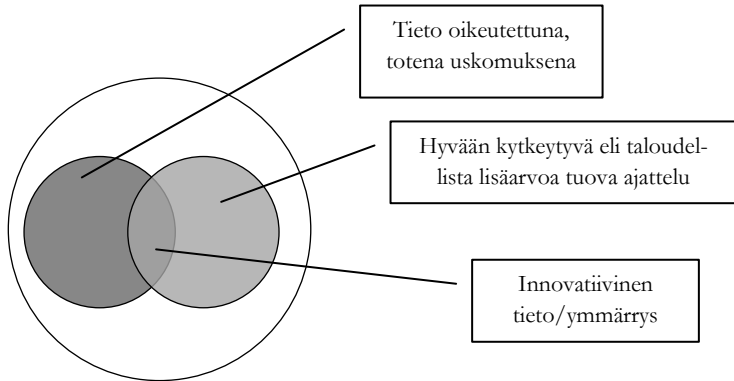 Tieto oikeutettuna,
totena uskomuksena
Hyvään kytkeytyvä eli taloudel-
lista lisäarvoa tuova ajattelu
Innovatiivinen
tieto/ymmärrys